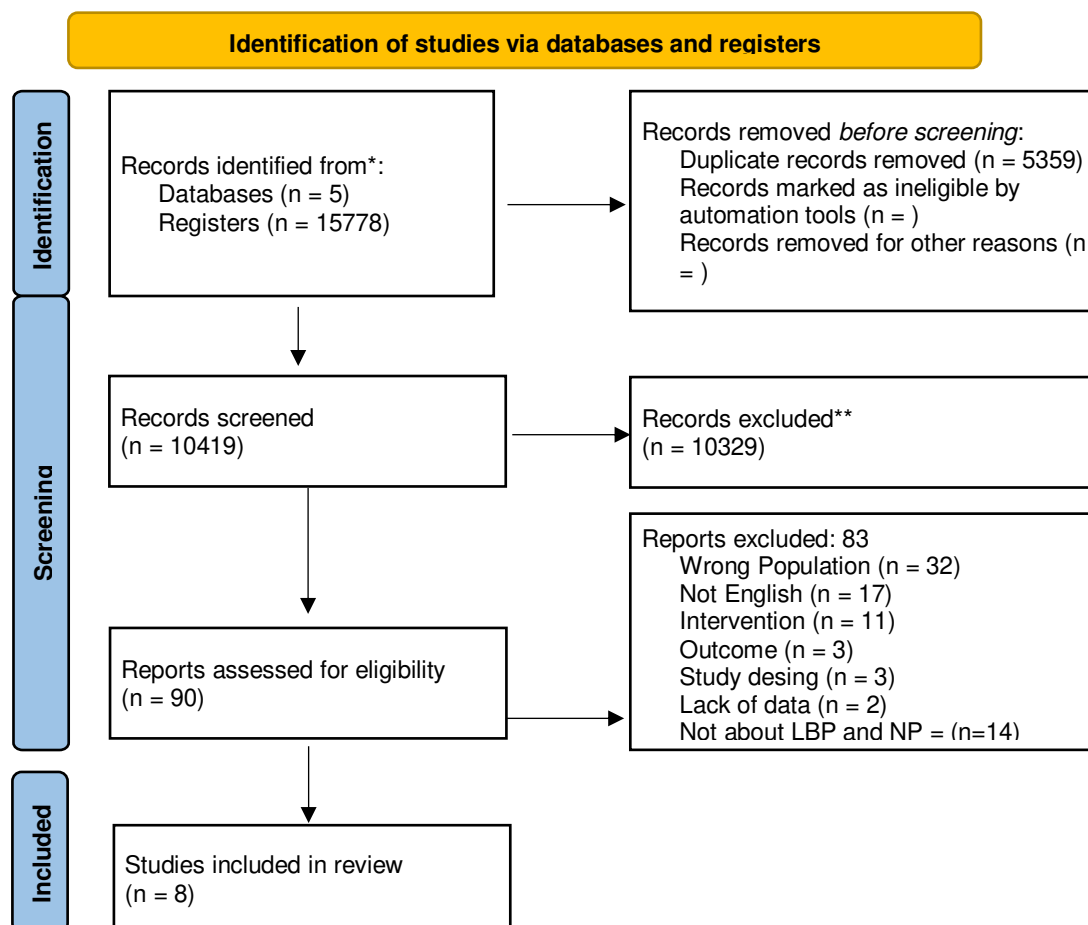 Identification of studies via databases and registers
Identification
Records identified from*:
Databases (n = 5)
Registers (n = 15778)
Records removed before screening:
Duplicate records removed (n = 5359)
Records marked as ineligible by
automation tools (n = )
Records removed for other reasons (n
= )
Screening
Records screened
(n = 10419)
Records excluded**
(n = 10329)
Reports assessed for eligibility
(n = 90)
Reports excluded: 83
Wrong Population (n = 32)
Not English (n = 17)
Intervention (n = 11)
Outcome (n = 3)
Study desing (n = 3)
Lack of data (n = 2)
Not about LBP and NP = (n=14)
Included
Studies included in review
(n = 8)